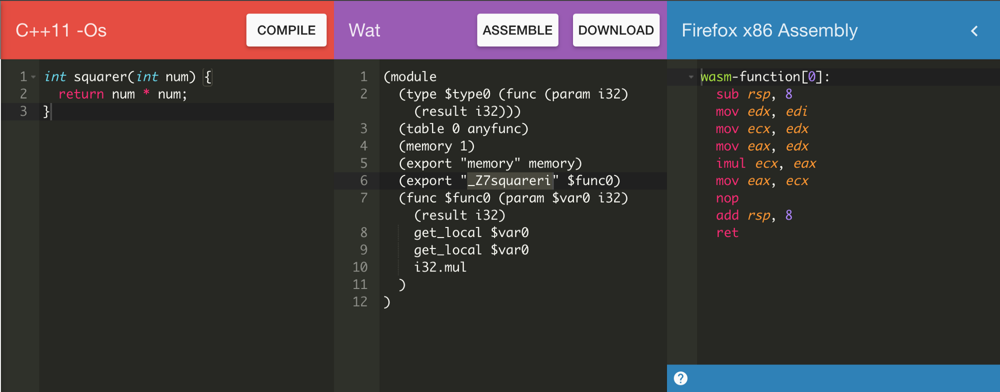 C++11 -Os
COMPILE
1 int squarer(int num) {
2   return num * num;
3 }
Wat
ASSEMBLE
DOWNLOAD
1 (module
2   (type $type0 (func (param i32)
    (result i32)))
3   (table 0 anyfunc)
4   (memory 1)
5   (export "memory" memory)
6   (export "_Z7squareri" $func0)
7   (func $func0 (param $var0 i32)
    (result i32)
8     get_local $var0
9     get_local $var0
10     i32.mul
11   )
12 )
Firefox x86 Assembly
wasm-function[0]:
  sub rsp, 8
  mov edx, edi
  mov ecx, edx
  mov eax, edx
  imul ecx, eax
  mov eax, ecx
  nop
  add rsp, 8
  ret
?